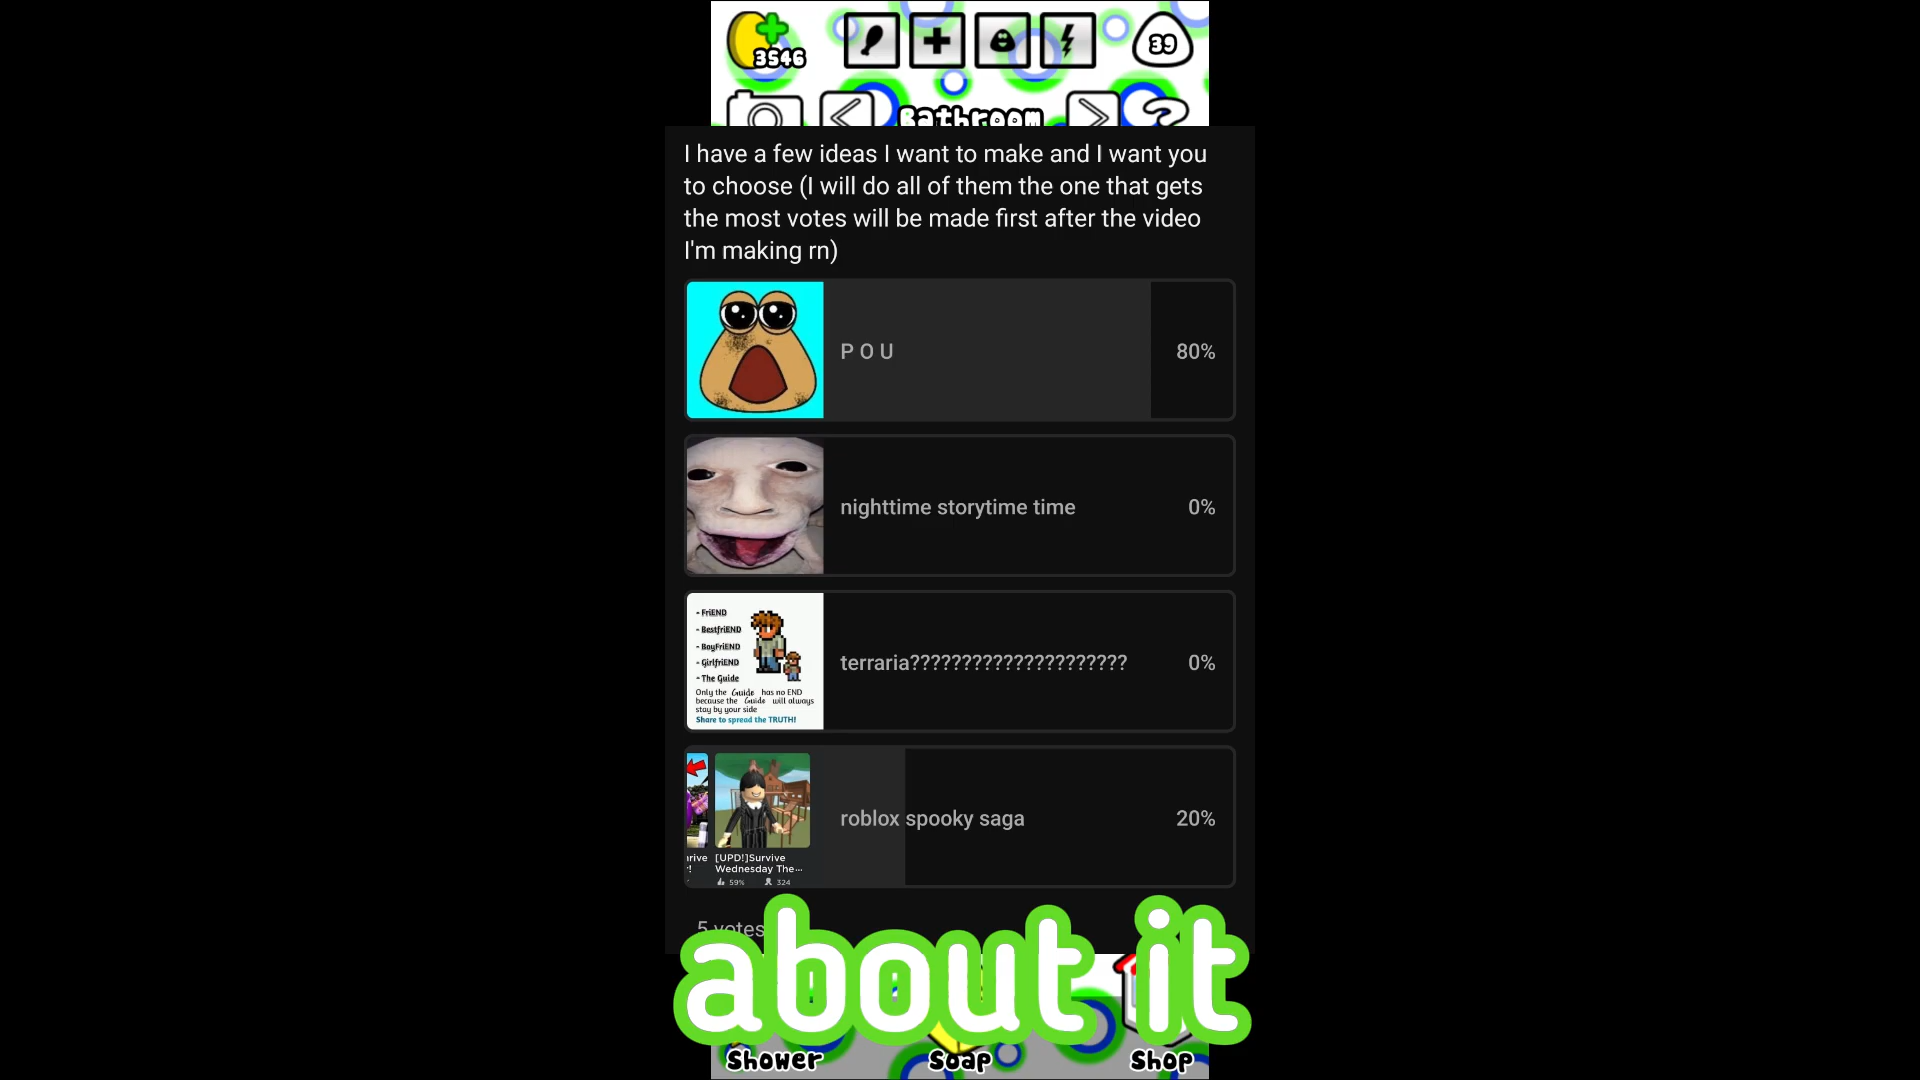 3546
39
Bathroom
I have a few ideas I want to make and I want you
to choose (I will do all of them the one that gets
the most votes will be made first after the video
I'm making rn)
P O U
80%
nighttime storytime time
0%
- FriEND
- BestfriEND
- BoyFriEND
- GirlfriEND
- The Guide
Only the Guide has no END
because the Guide will always
stay by your side
Share to spread the TRUTH!
terraria?????????????????????
0%
[UPD!]Survive
Wednesday The...
59% 324
roblox spooky saga
20%
5 votes
about it
Shower
Soap
Shop